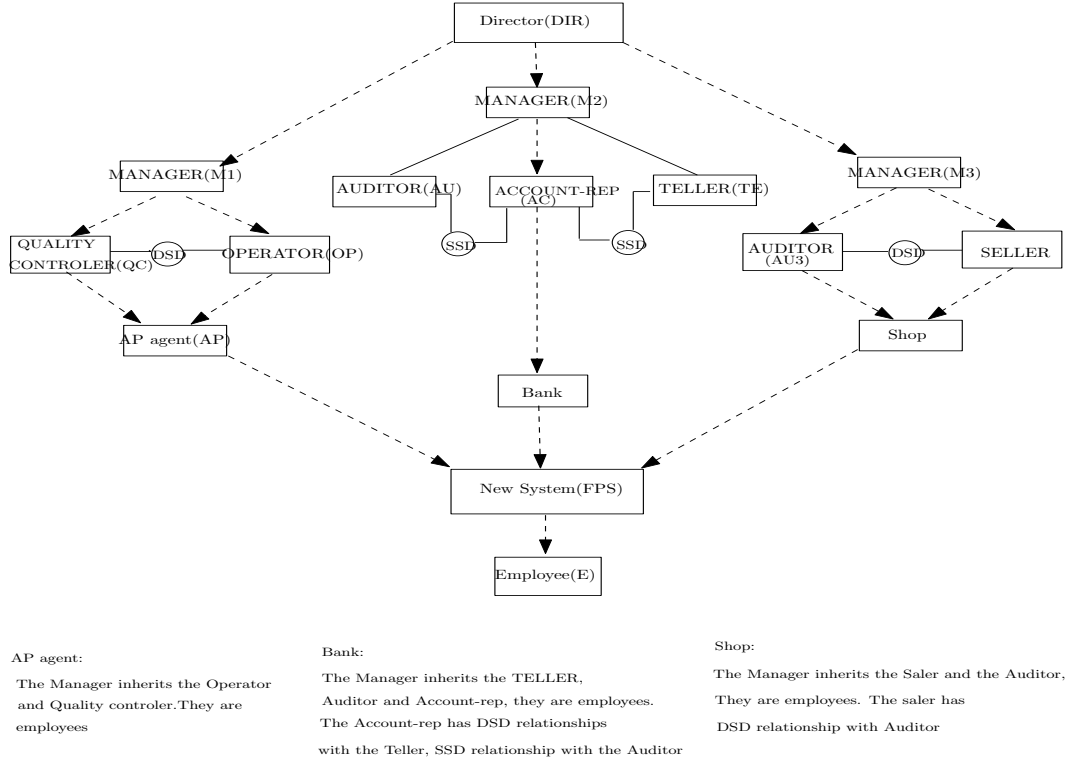 Director(DIR)
MANAGER(M2)
MANAGER(M1)
MANAGER(M3)
AUDITOR(AU)
ACCOUNT-REP
(AC)
TELLER(TE)
SSD
SSD
QUALITY
CONTROLER(QC)
DSD
OPERATOR(OP)
AUDITOR
(AU3)
DSD
SELLER
AP agent(AP)
Shop
Bank
New System(FPS)
Employee(E)
AP agent:
The Manager inherits the Operator
and Quality controler.They are
employees
Bank:
The Manager inherits the TELLER,
Auditor and Account-rep, they are employees.
The Account-rep has DSD relationships
with the Teller, SSD relationship with the Auditor
Shop:
The Manager inherits the Saler and the Auditor,
They are employees. The saler has
DSD relationship with Auditor